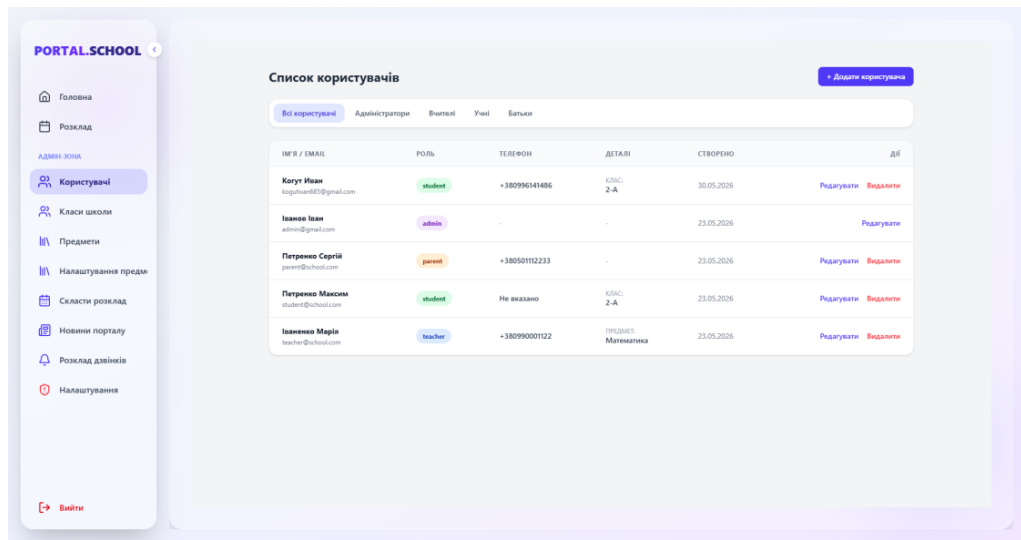 PORTAL.SCHOOL
Головна
Розклад
АДМІН-ЗОНА
Користувачі
Класи школи
Предмети
Налаштування предм
Скласти розклад
Новини порталу
Розклад дзвінків
Налаштування
Вийти
Список користувачів
+ Додати користувача
Всі користувачі Адміністратори Вчителі Учні Батьки
ІМ'Я / EMAIL РОЛЬ ТЕЛЕФОН ДЕТАЛІ СТВОРЕНО ДІЇ
Когут Иван
kogutivan685@gmail.com
student
+380996141486
КЛАС:
2-А
30.05.2026
Редагувати Видалити
Іванов Іван
admin@gmail.com
admin
-
-
23.05.2026
Редагувати
Петренко Сергій
parent@school.com
parent
+380501112233
-
23.05.2026
Редагувати Видалити
Петренко Максим
student@school.com
student
Не вказано
КЛАС:
2-А
23.05.2026
Редагувати Видалити
Іваненко Марія
teacher@school.com
teacher
+380990001122
ПРЕДМЕТ:
Математика
23.05.2026
Редагувати Видалити